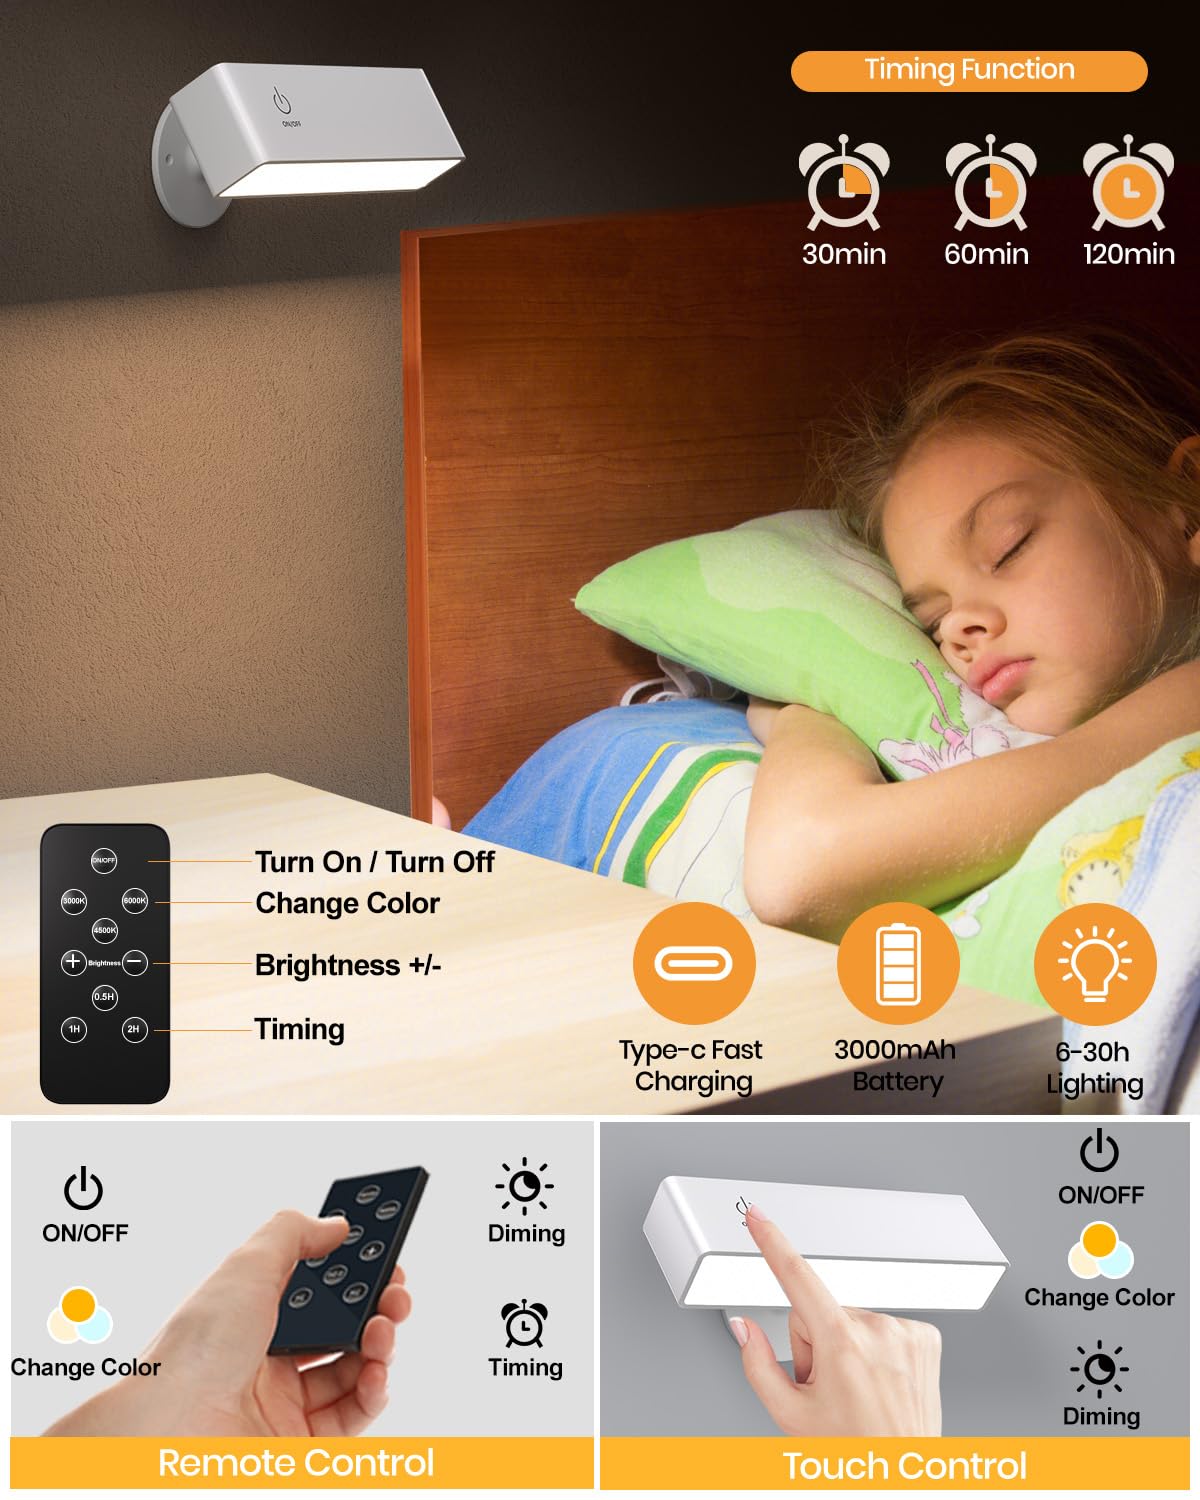 Timing Function
30min
60min
120min
ON/OFF
ON/OFF
3000K
6000K
4500K
Brightness
0.5H
1H
2H
Turn On / Turn Off
Change Color
Brightness +/-
Timing
Type-c Fast
Charging
3000mAh
Battery
6-30h
Lighting
ON/OFF
Change Color
Diming
Timing
Remote Control
ON/OFF
Change Color
Diming
Touch Control